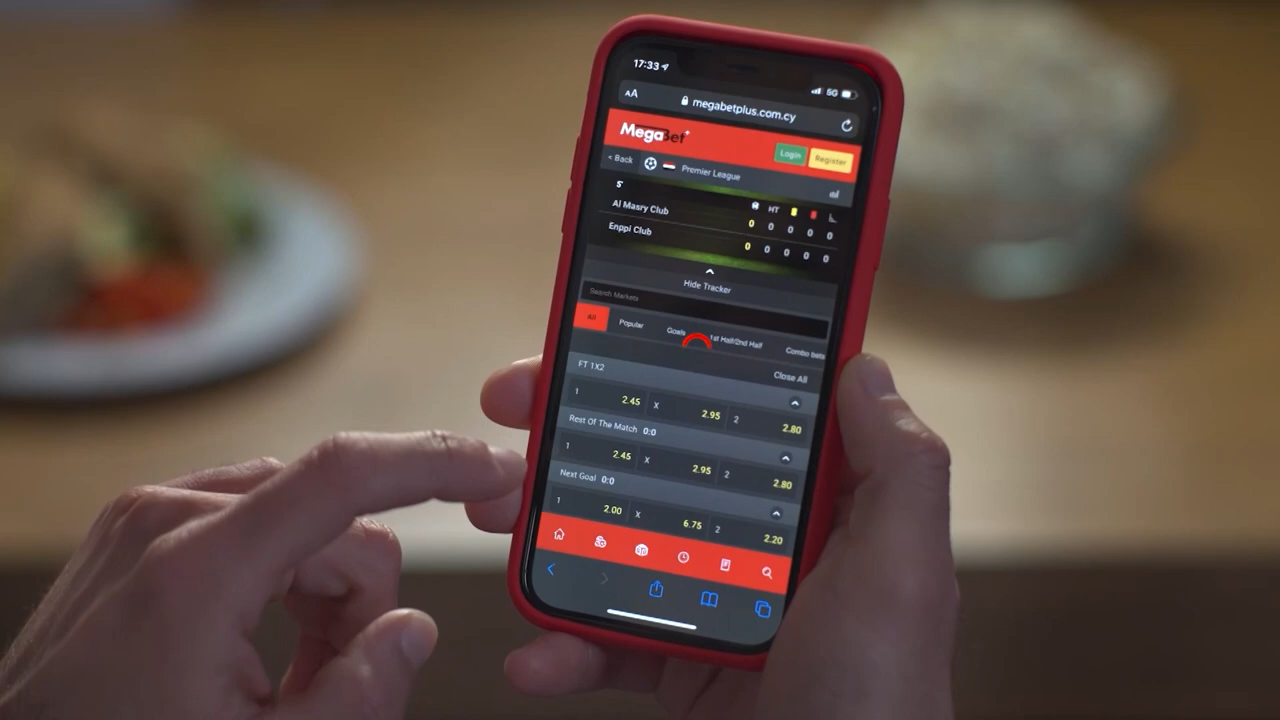 17:33 5G
AA megabetplus.com.cy
MegaBet+ Login Register
< Back Premier League
5' HT
Al Masry Club 0 0 0 0 0
Enppi Club 0 0 0 0 0
Hide Tracker
Search Markets
All Popular Goals 1st Half/2nd Half Combo bets
Close All
FT 1X2
1 2.45 X 2.95 2 2.80
Rest Of The Match 0:0
1 2.45 X 2.95 2 2.80
Next Goal 0:0
1 2.00 X 6.75 2 2.20